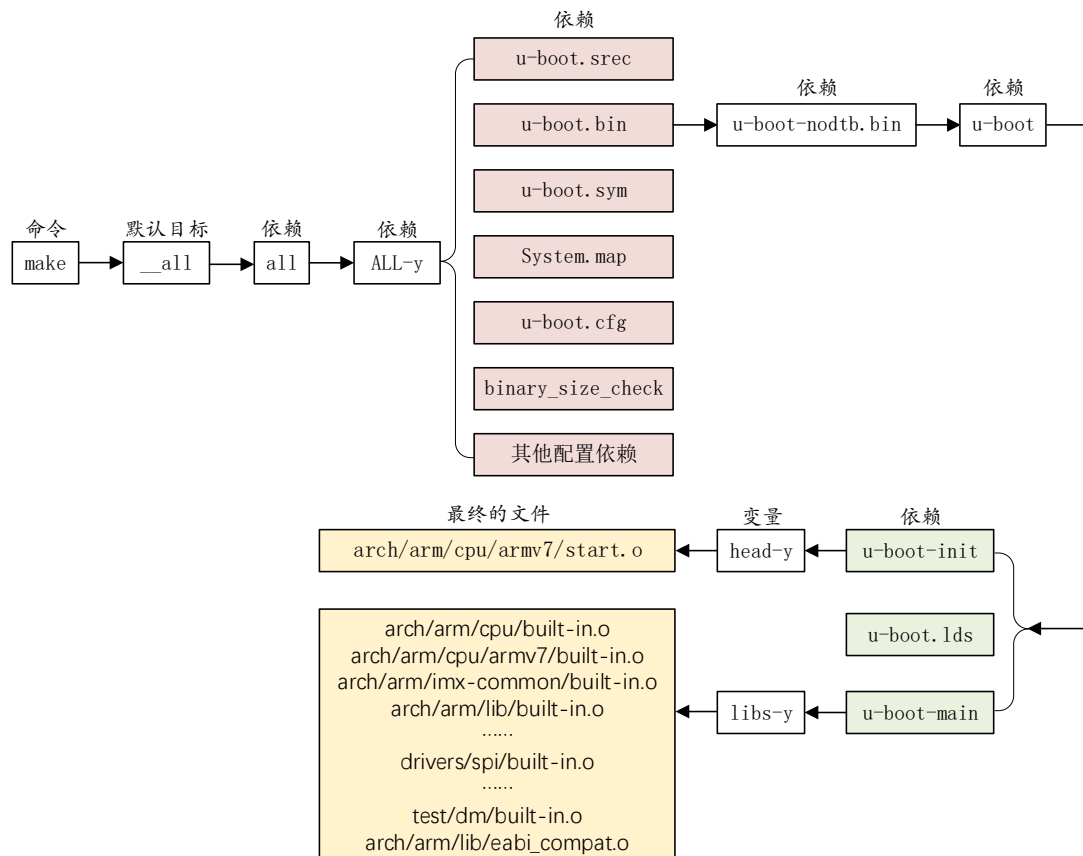 依赖
u-boot.srec
依赖
依赖
u-boot.bin
u-boot-nodtb.bin
u-boot
u-boot.sym
命令
默认目标
依赖
依赖
make
__all
all
ALL-y
System.map
u-boot.cfg
binary_size_check
其他配置依赖
最终的文件
变量
依赖
arch/arm/cpu/armv7/start.o
head-y
u-boot-init
arch/arm/cpu/built-in.o
arch/arm/cpu/armv7/built-in.o
arch/arm/imx-common/built-in.o
arch/arm/lib/built-in.o
……
drivers/spi/built-in.o
……
test/dm/built-in.o
arch/arm/lib/eabi_compat.o
u-boot.lds
libs-y
u-boot-main